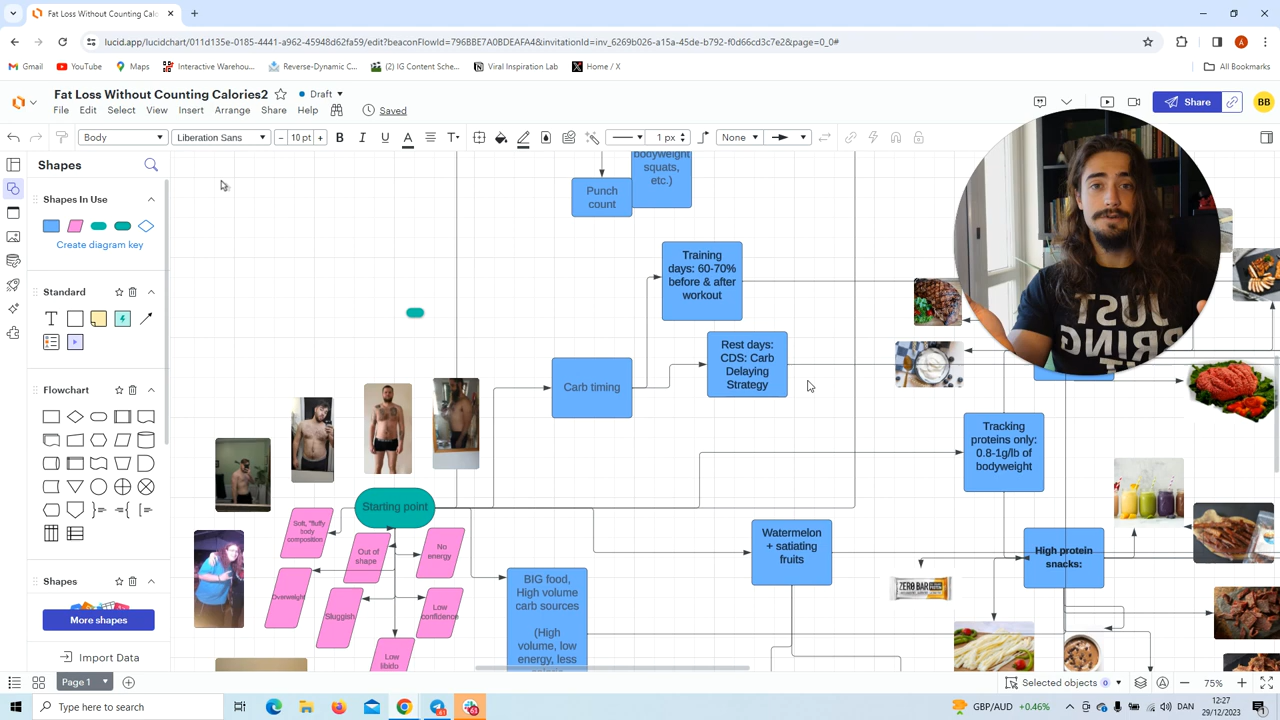 Fat Loss Without Counting Calo
lucid.app/lucidchart/011d135e-0185-4441-a962-45948d62fa59/edit?beaconFlowId=796BBE7A0BDEAFA4&invitationId=inv_6269b026-a15a-45de-b792-f0d66cd3c7e2&page=0_0#
A
Gmail
YouTube
Maps
Interactive Warehou...
Reverse-Dynamic C...
(2) IG Content Sche...
Viral Inspiration Lab
Home / X
All Bookmarks
Fat Loss Without Counting Calories2
Draft
File Edit Select View Insert Arrange Share Help
Saved
Share
BB
Body
Liberation Sans
10 pt
B I U A
T
1 px
None
Shapes
Shapes In Use
Create diagram key
Standard
T
Flowchart
Shapes
More shapes
Import Data
bodyweight
squats,
etc.)
Punch
count
Training
days: 60-70%
before & after
workout
Rest days:
CDS: Carb
Delaying
Strategy
Carb timing
Tracking
proteins only:
0.8-1g/lb of
bodyweight
Starting point
Soft, "fluffy
body
composition
Out of
shape
No
energy
Overweight
Sluggish
Low
confidence
Low
libido
BIG food,
High volume
carb sources
(High
volume, low
energy, less
Watermelon
+ satiating
fruits
High protein
snacks:
ZERO BAR
JUST
BRING
IT
Page 1
Selected objects 0
75%
Type here to search
GBP/AUD +0.46%
DAN
12:27
29/12/2023